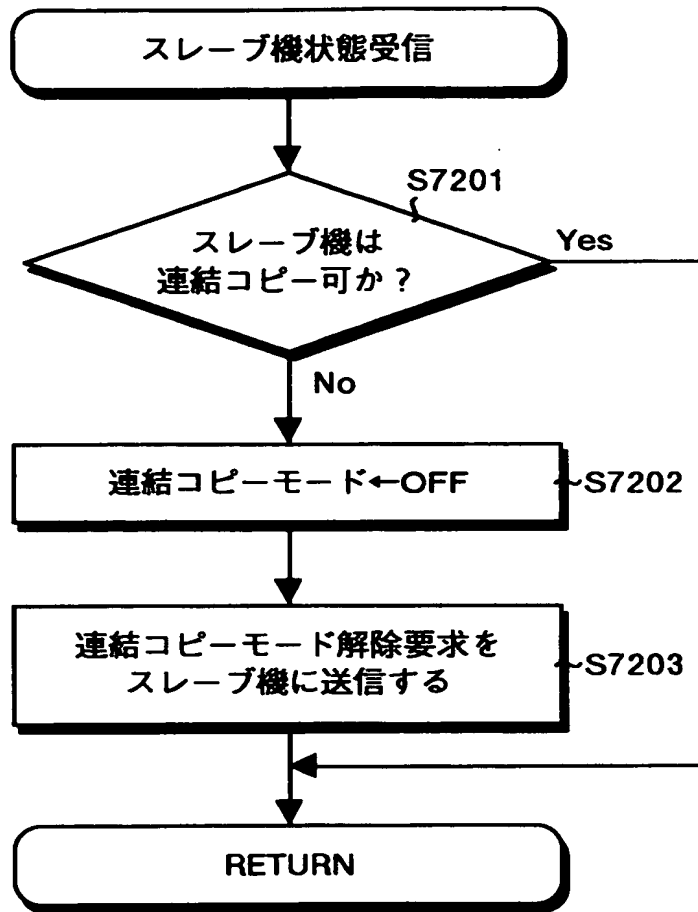 スレーブ機状態受信
S7201
スレーブ機は
連結コピー可か?
Yes
No
連結コピーモード←OFF
S7202
連結コピーモード解除要求を
スレーブ機に送信する
S7203
RETURN